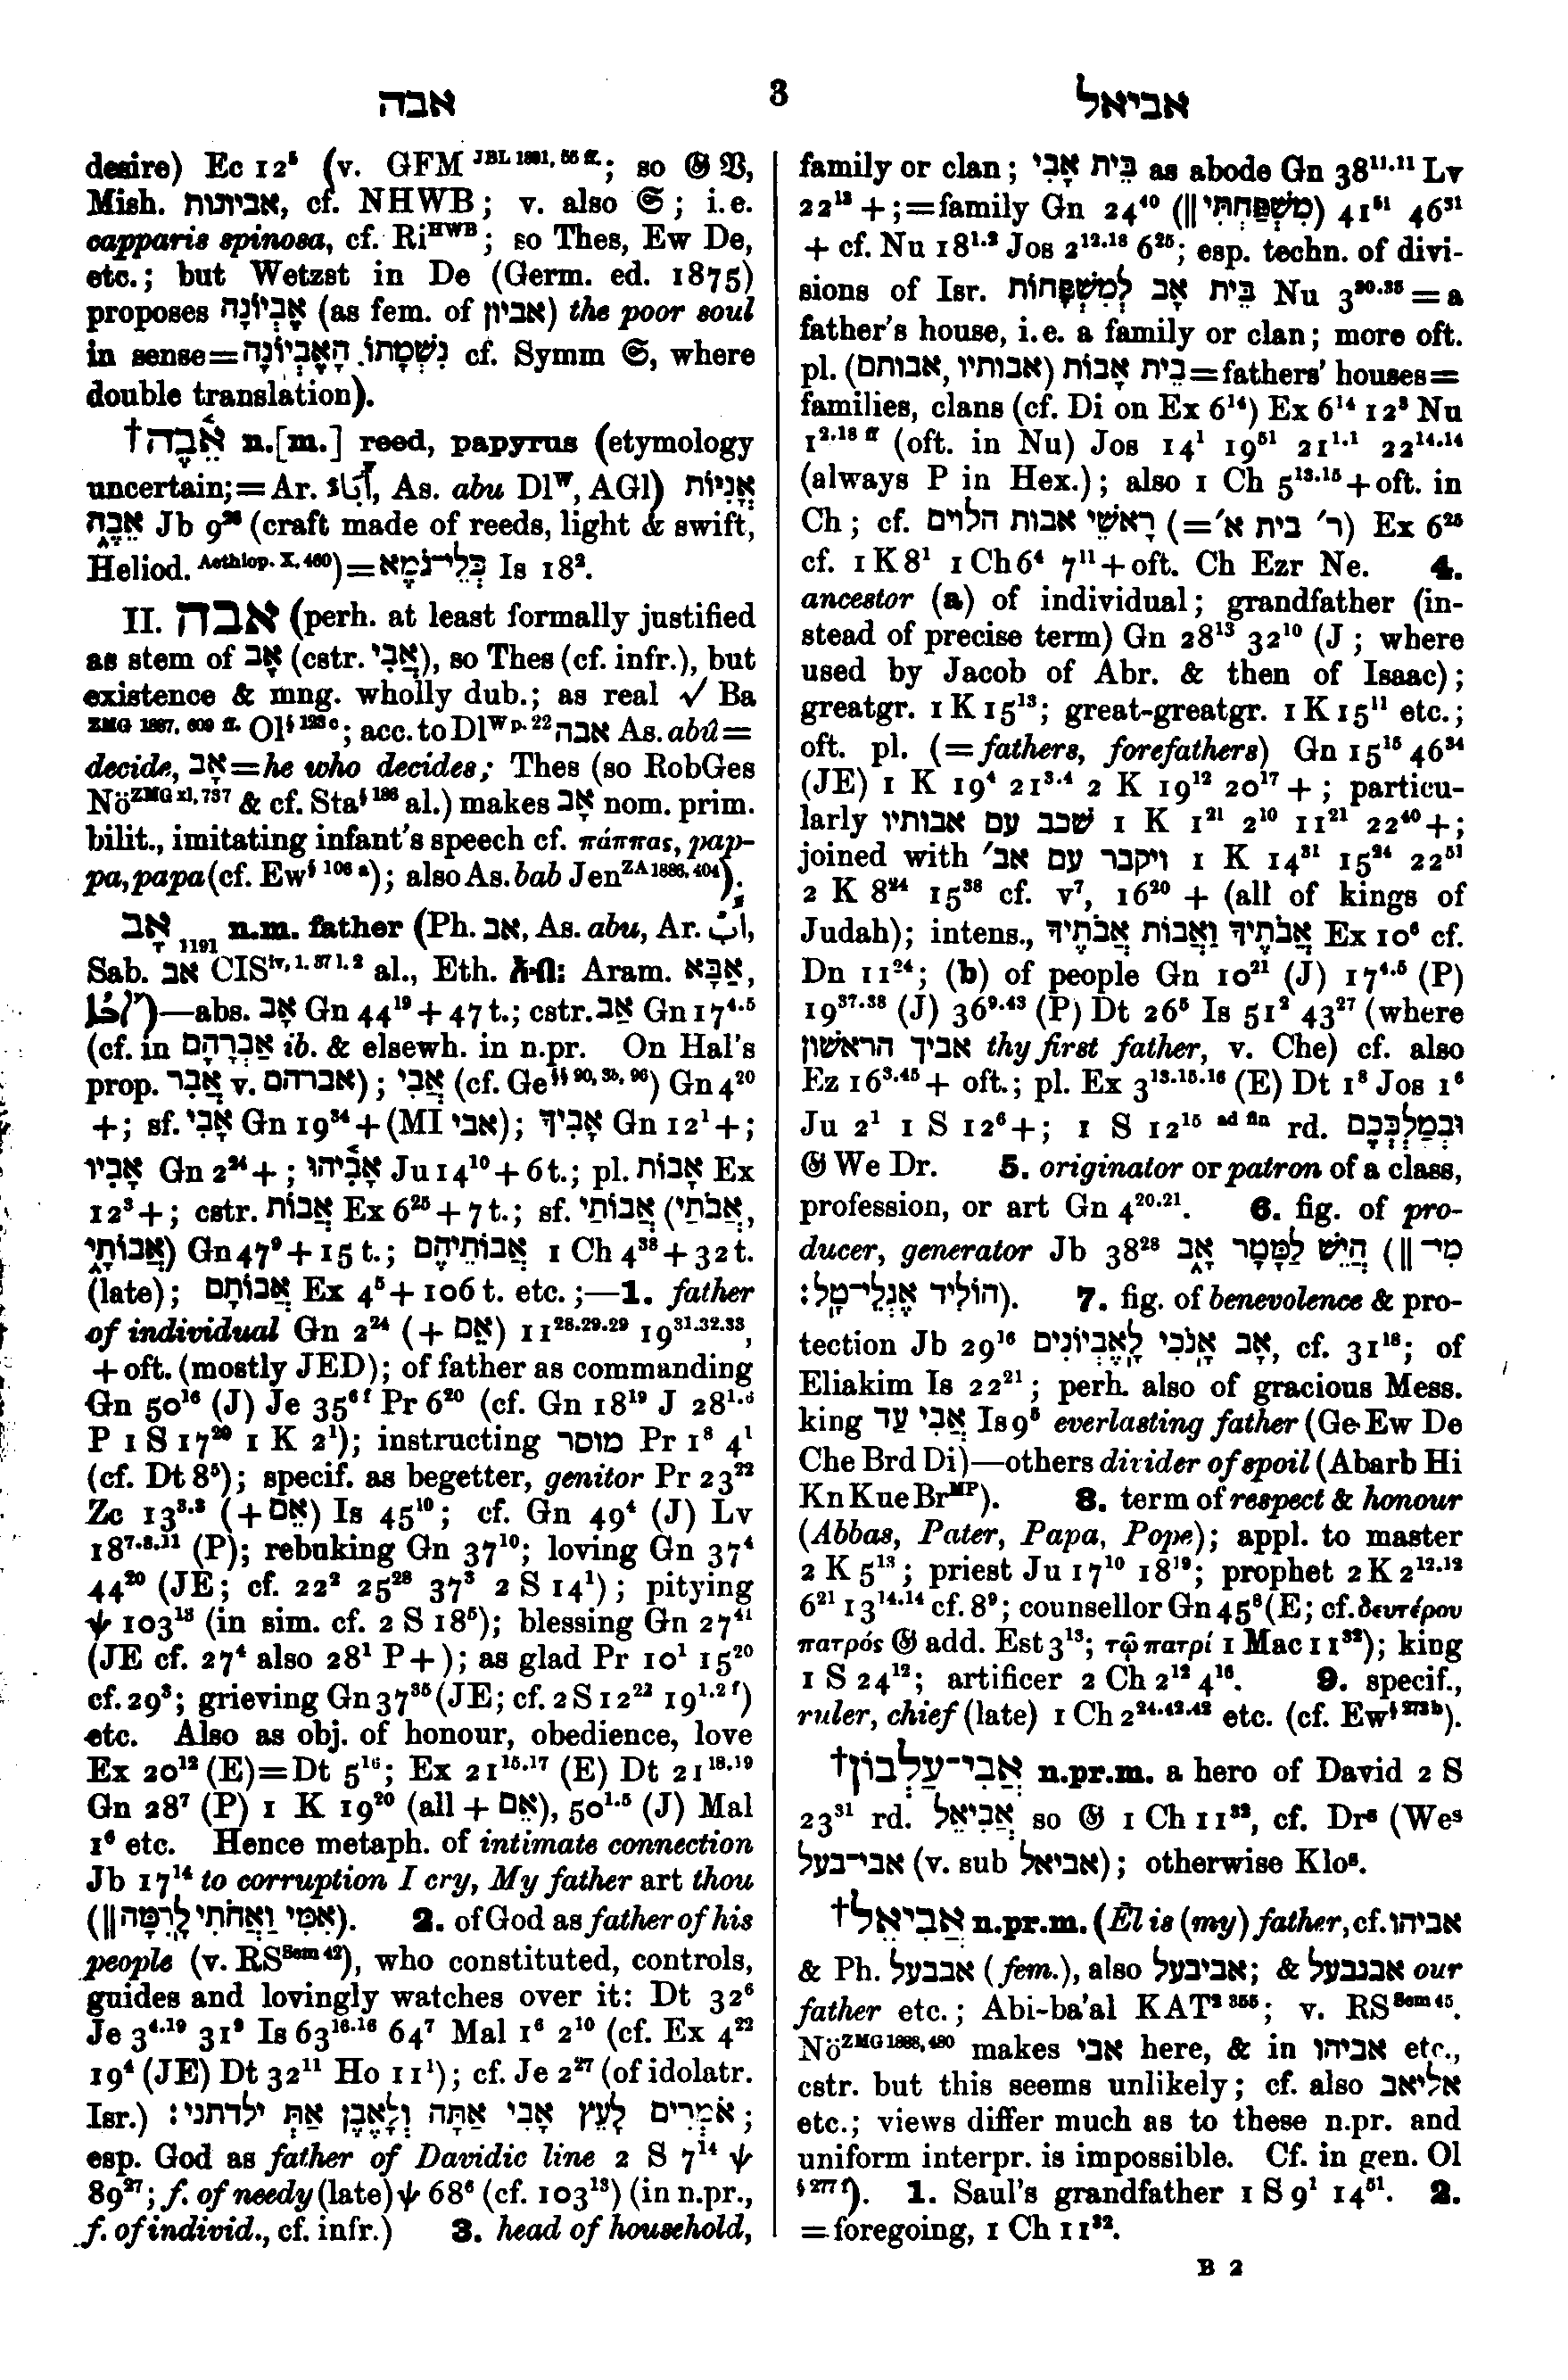 אבה
3
אביאל
desire) Ec 12⁵ (v. GFM JBL 1891, 55 ff.; so 𝔊 𝔙,
Mish. אביונות, cf. NHWB; v. also 𝔖; i.e.
capparis spinosa, cf. Ri HWB; so Thes, Ew De,
etc.; but Wetzst in De (Germ. ed. 1875)
proposes אֲבִיּוֹנָה (as fem. of אביון) the poor soul
in sense=נִשְׁמָתוֹ הָאֶבְיוֹנָה cf. Symm 𝔖, where
double translation).
†אֵבֶה n.[m.] reed, papyrus (etymology
uncertain;=Ar. أَبَاءٌ, As. abu Dl W, AGl) אֳנִיּוֹת
אֵבֶה Jb 9²⁶ (craft made of reeds, light & swift,
Heliod. Aethiop. X, 460)=כְּלֵי־גֹמֶא Is 18².
II. אבה (perh. at least formally justified
as stem of אָב (cstr. אֲבִי), so Thes (cf. infr.), but
existence & mng. wholly dub.; as real √ Ba
ZMG 1887, 609 ff. Ol § 123 c; acc. to Dl W p. 22 אבה As. abû=
decide, אָב=he who decides; Thes (so RobGes
Nö ZMG xl, 737 & cf. Sta § 186 al.) makes אָב nom. prim.
bilit., imitating infant's speech cf. πάππας, pap-
pa, papa (cf. Ew § 106 a); also As. bab Jen ZA 1886, 404).
אָב 1191 n.m. father (Ph. אב, As. abu, Ar. أَبٌ,
Sab. אב CIS iv, 1. 37 l. 2 al., Eth. አብ: Aram. אַבָּא,
ܐܰܒܳܐ)—abs. אָב Gn 44¹⁹ + 47 t.; cstr. אַב Gn 17⁴·⁵
(cf. in אַבְרָהָם ib. & elsewh. in n.pr. On Hal's
prop. אֲבִר v. אברהם); אֲבִי (cf. Ge §§ 90, 3b, 96) Gn 4²⁰
+; sf. אָבִי Gn 19³⁴ + (MI אבי); אָבִיךָ Gn 12¹ +;
אָבִיו Gn 2²⁴ +; אָבִיהוּ Ju 14¹⁰ + 6 t.; pl. אָבוֹת Ex
12³ +; cstr. אֲבוֹת Ex 6²⁵ + 7 t.; sf. אֲבוֹתַי (אֲבֹתַי,
אֲבוֹתָי) Gn 47⁹ + 15 t.; אֲבוֹתֵיהֶם 1 Ch 4³⁸ + 32 t.
(late); אֲבוֹתָם Ex 4⁵ + 106 t. etc.;—1. father
of individual Gn 2²⁴ (+ אֵם) 11²⁸·²⁹·²⁹ 19³¹·³²·³³,
+ oft. (mostly JED); of father as commanding
Gn 50¹⁶ (J) Je 35⁶ᶠ Pr 6²⁰ (cf. Gn 18¹⁹ J 28¹·⁶
P 1 S 17²⁰ 1 K 2¹); instructing מוסר Pr 1⁸ 4¹
(cf. Dt 8⁵); specif. as begetter, genitor Pr 23²²
Zc 13³·³ (+ אֵם) Is 45¹⁰; cf. Gn 49⁴ (J) Lv
18⁷·⁸·¹¹ (P); rebuking Gn 37¹⁰; loving Gn 37⁴
44²⁰ (JE; cf. 22² 25²⁸ 37³ 2 S 14¹); pitying
ψ 103¹³ (in sim. cf. 2 S 18⁵); blessing Gn 27⁴¹
(JE cf. 27⁴ also 28¹ P+); as glad Pr 10¹ 15²⁰
cf. 29³; grieving Gn 37³⁵ (JE; cf. 2 S 12²² 19¹·²ᶠ)
etc. Also as obj. of honour, obedience, love
Ex 20¹² (E)=Dt 5¹⁶; Ex 21¹⁵·¹⁷ (E) Dt 21¹⁸·¹⁹
Gn 28⁷ (P) 1 K 19²⁰ (all + אֵם), 50¹·⁵ (J) Mal
1⁶ etc. Hence metaph. of intimate connection
Jb 17¹⁴ to corruption I cry, My father art thou
(‖אִמִּי וַאֲחֹתִי לָרִמָּה). 2. of God as father of his
people (v. RS Sem 42), who constituted, controls,
guides and lovingly watches over it: Dt 32⁶
Je 3⁴·¹⁹ 31⁹ Is 63¹⁶·¹⁶ 64⁷ Mal 1⁶ 2¹⁰ (cf. Ex 4²²
19⁴ (JE) Dt 32¹¹ Ho 11¹); cf. Je 2²⁷ (of idolatr.
Isr.) אֹמְרִים לָעֵץ אָבִי אַתָּה וְלָאֶבֶן אַתְּ ילדתני׃;
esp. God as father of Davidic line 2 S 7¹⁴ ψ
89²⁷; f. of needy (late) ψ 68⁶ (cf. 103¹³) (in n.pr.,
f. of individ., cf. infr.) 3. head of household,
family or clan; בֵּית אָבִי as abode Gn 38¹¹·¹¹ Lv
22¹³ +;=family Gn 24⁴⁰ (‖מִשְׁפַּחְתִּי) 41⁵¹ 46³¹
+ cf. Nu 18¹·² Jos 2¹²·¹⁸ 6²⁵; esp. techn. of divi-
sions of Isr. בֵּית אָב לְמִשְׁפָּחוֹת Nu 3³⁰·³⁵=a
father's house, i.e. a family or clan; more oft.
pl. בֵּית אָבוֹת (אבותיו, אבותם)=fathers' houses=
families, clans (cf. Di on Ex 6¹⁴) Ex 6¹⁴ 12³ Nu
1²·¹⁸ ᶠᶠ (oft. in Nu) Jos 14¹ 19⁵¹ 21¹·¹ 22¹⁴·¹⁴
(always P in Hex.); also 1 Ch 5¹³·¹⁵ + oft. in
Ch; cf. רָאשֵׁי אבות הלוים (=ר׳ בית א׳) Ex 6²⁵
cf. 1 K 8¹ 1 Ch 6⁴ 7¹¹ + oft. Ch Ezr Ne. 4.
ancestor (a) of individual; grandfather (in-
stead of precise term) Gn 28¹³ 32¹⁰ (J; where
used by Jacob of Abr. & then of Isaac);
greatgr. 1 K 15¹³; great-greatgr. 1 K 15¹¹ etc.;
oft. pl. (=fathers, forefathers) Gn 15¹⁵ 46³⁴
(JE) 1 K 19⁴ 21³·⁴ 2 K 19¹² 20¹⁷ +; particu-
larly שכב עם אבותיו 1 K 1²¹ 2¹⁰ 11²¹ 22⁴⁰ +;
joined with ויקבר עם אב׳ 1 K 14³¹ 15²⁴ 22⁵¹
2 K 8²⁴ 15³⁸ cf. v⁷, 16²⁰ + (all of kings of
Judah); intens., אֲבֹתֶיךָ וַאֲבוֹת אֲבֹתֶיךָ Ex 10⁶ cf.
Dn 11²⁴; (b) of people Gn 10²¹ (J) 17⁴·⁵ (P)
19³⁷·³⁸ (J) 36⁹·⁴³ (P) Dt 26⁵ Is 51² 43²⁷ (where
אביך הראשון thy first father, v. Che) cf. also
Ez 16³·⁴⁵ + oft.; pl. Ex 3¹³·¹⁵·¹⁶ (E) Dt 1⁸ Jos 1⁶
Ju 2¹ 1 S 12⁶ +; 1 S 12¹⁵ ad fin rd. וּבְמַלְכְּכֶם
𝔊 We Dr. 5. originator or patron of a class,
profession, or art Gn 4²⁰·²¹. 6. fig. of pro-
ducer, generator Jb 38²⁸ הֲיֵשׁ לַמָּטָר אָב (‖ מִי־
הוֹלִיד אֶגְלֵי־טָל׃). 7. fig. of benevolence & pro-
tection Jb 29¹⁶ אָב אָנֹכִי לָאֶבְיוֹנִים, cf. 31¹⁸; of
Eliakim Is 22²¹; perh. also of gracious Mess.
king אֲבִי עַד Is 9⁵ everlasting father (Ge Ew De
Che Brd Di)—others divider of spoil (Abarb Hi
Kn Kue Br MP). 8. term of respect & honour
(Abbas, Pater, Papa, Pope); appl. to master
2 K 5¹³; priest Ju 17¹⁰ 18¹⁹; prophet 2 K 2¹²·¹²
6²¹ 13¹⁴·¹⁴ cf. 8⁹; counsellor Gn 45⁸ (E; cf. δευτέρου
πατρός 𝔊 add. Est 3¹³; τῷ πατρί 1 Mac 11³²); king
1 S 24¹²; artificer 2 Ch 2¹² 4¹⁶. 9. specif.,
ruler, chief (late) 1 Ch 2²⁴·⁴²·⁴² etc. (cf. Ew § 273 b).
†אֲבִי־עַלְבוֹן n.pr.m. a hero of David 2 S
23³¹ rd. אֲבִיאֵל so 𝔊 1 Ch 11³², cf. Drˢ (Weˢ
אבי־בעל (v. sub אביאל); otherwise Kloˢ.
†אֲבִיאֵל n.pr.m. (Ēl is (my) father, cf. אביהו
& Ph. אבבעל (fem.), also אביבעל; & אבנבעל our
father etc.; Abi-ba'al KAT² ³⁵⁵; v. RS Sem 45.
Nö ZMG 1888, 480 makes אבי here, & in אביהו etc.,
cstr. but this seems unlikely; cf. also אליאב
etc.; views differ much as to these n.pr. and
uniform interpr. is impossible. Cf. in gen. Ol
§ 277 f). 1. Saul's grandfather 1 S 9¹ 14⁵¹. 2.
=foregoing, 1 Ch 11³².
B 2